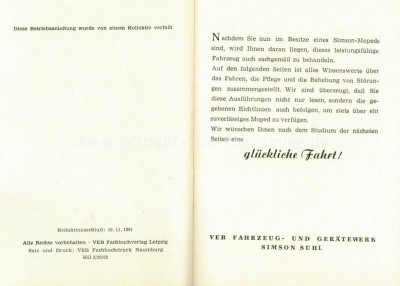 Diese Betriebsanleitung wurde von einem Kollektiv verfaßt
Redaktionsschluß: 10. 11. 1961
Alle Rechte vorbehalten - VEB Fachbuchverlag Leipzig
Satz und Druck: VEB Fachbuchdruck Naumburg
Nachdem Sie nun im Besitze eines Simson-Mopeds
sind, wird Ihnen daran liegen, dieses leistungsfähige
Fahrzeug auch sachgemäß zu behandeln.
Auf den folgenden Seiten ist alles Wissenswerte über
das Fahren, die Pflege und die Behebung von Störun-
gen zusammengestellt. Wir sind überzeugt, daß Sie
diese Ausführungen nicht nur lesen, sondern die ge-
gebenen Richtlinien auch befolgen, um stets über ein
zuverlässiges Moped zu verfügen.
Wir wünschen Ihnen nach dem Studium der nächsten
Seiten eine
glückliche Fahrt!
VEB FAHRZEUG- UND GERÄTEWERK
SIMSON SUHL